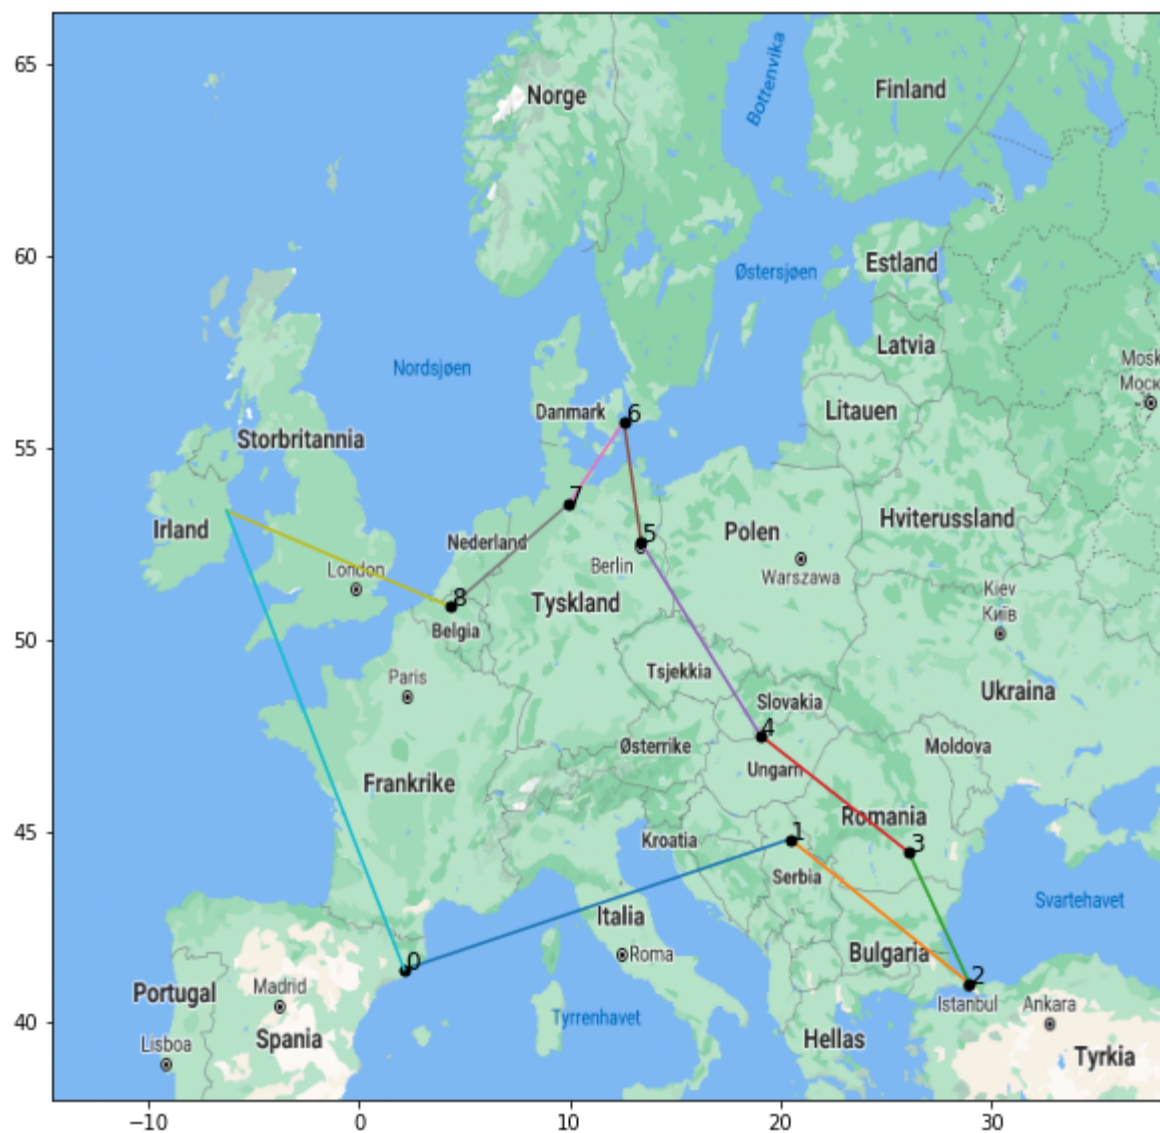 65
60
55
50
45
40
−10
0
10
20
30
Norge
Bottenvika
Finland
Østersjøen
Estland
Latvia
Litauen
Nordsjøen
Danmark
6
Storbritannia
Mosk
Моск
7
Irland
Nederland
5
Berlin
Polen
Warszawa
Hviterussland
London
8
Belgia
Tyskland
Kiev
Київ
Paris
Tsjekkia
Slovakia
Ukraina
4
Østerrike
Ungarn
Moldova
Frankrike
Romania
1
3
Kroatia
Serbia
Svartehavet
Italia
Roma
Bulgaria
0
2
Portugal
Madrid
Istanbul
Ankara
Lisboa
Spania
Tyrrenhavet
Hellas
Tyrkia